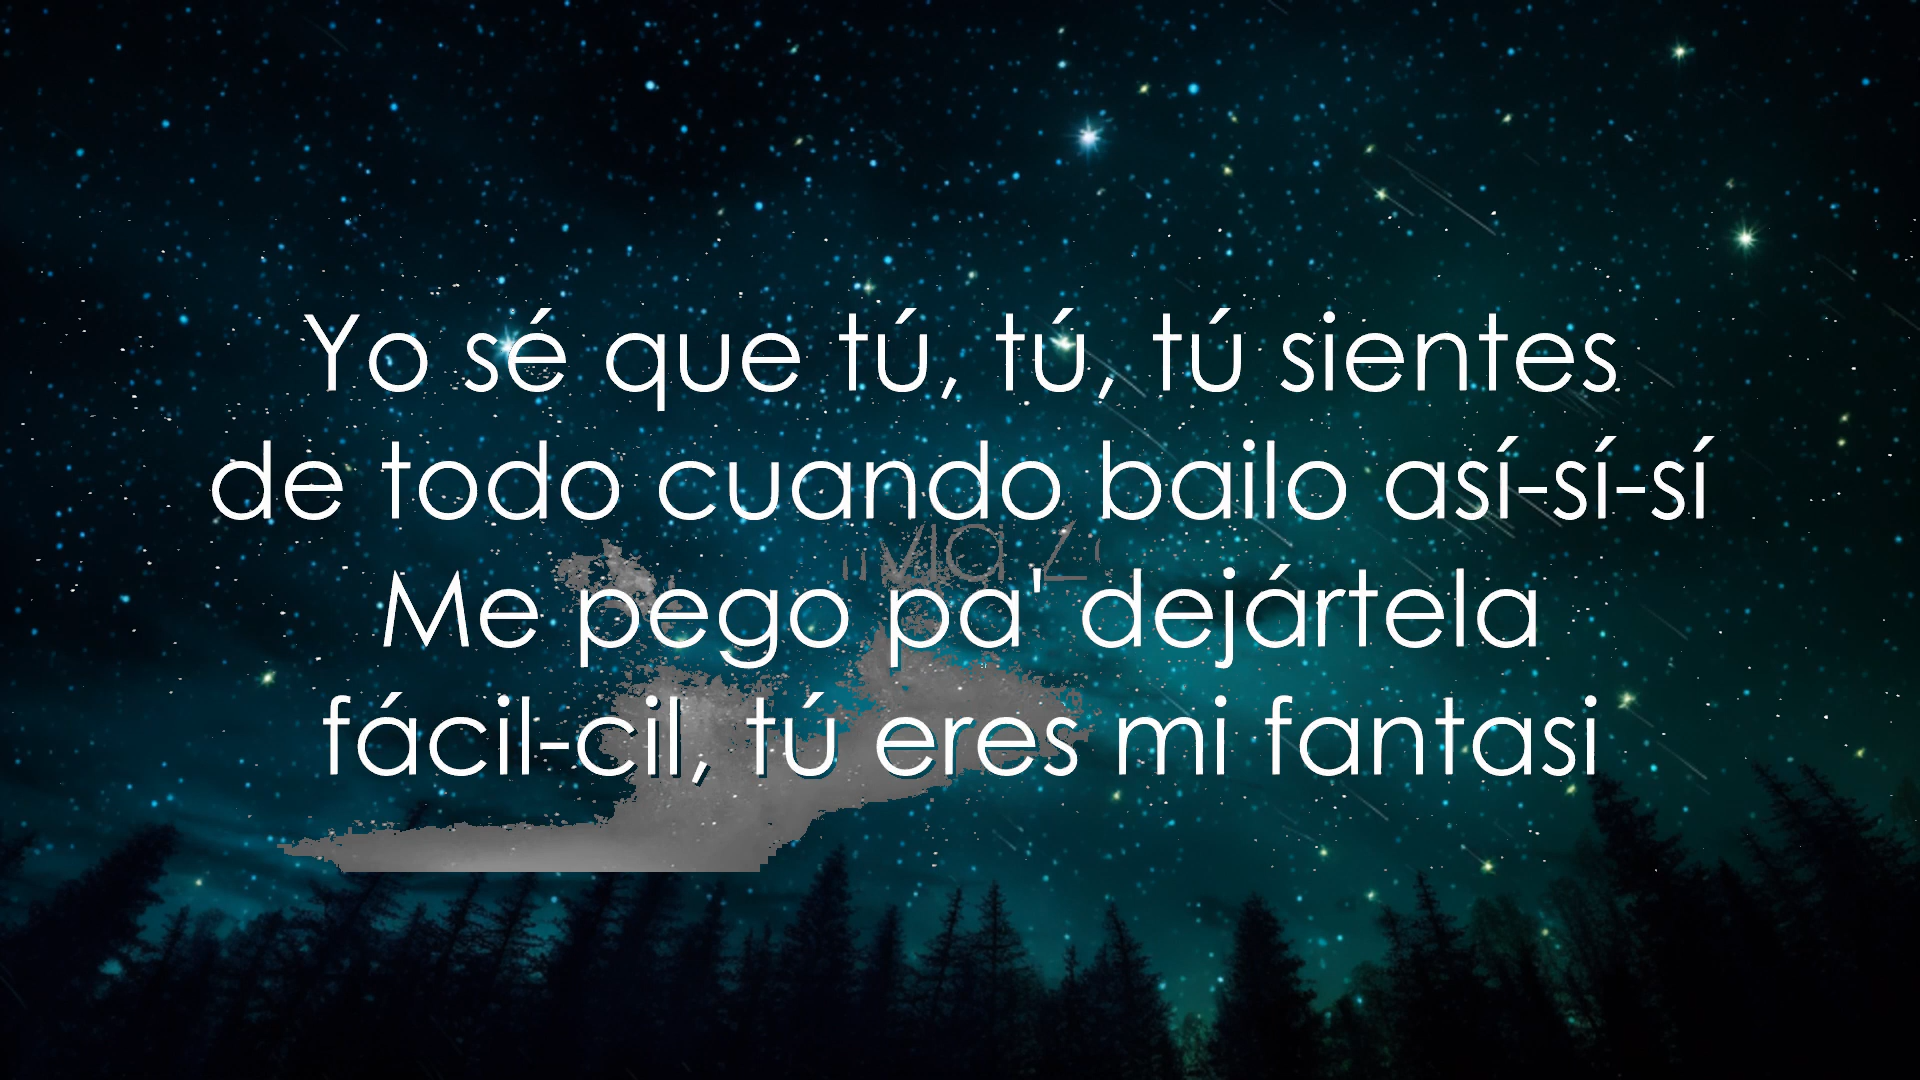 Yo sé que tú, tú, tú sientes
de todo cuando bailo así-sí-sí
Me pego pa' dejártela
fácil-cil, tú eres mi fantasi